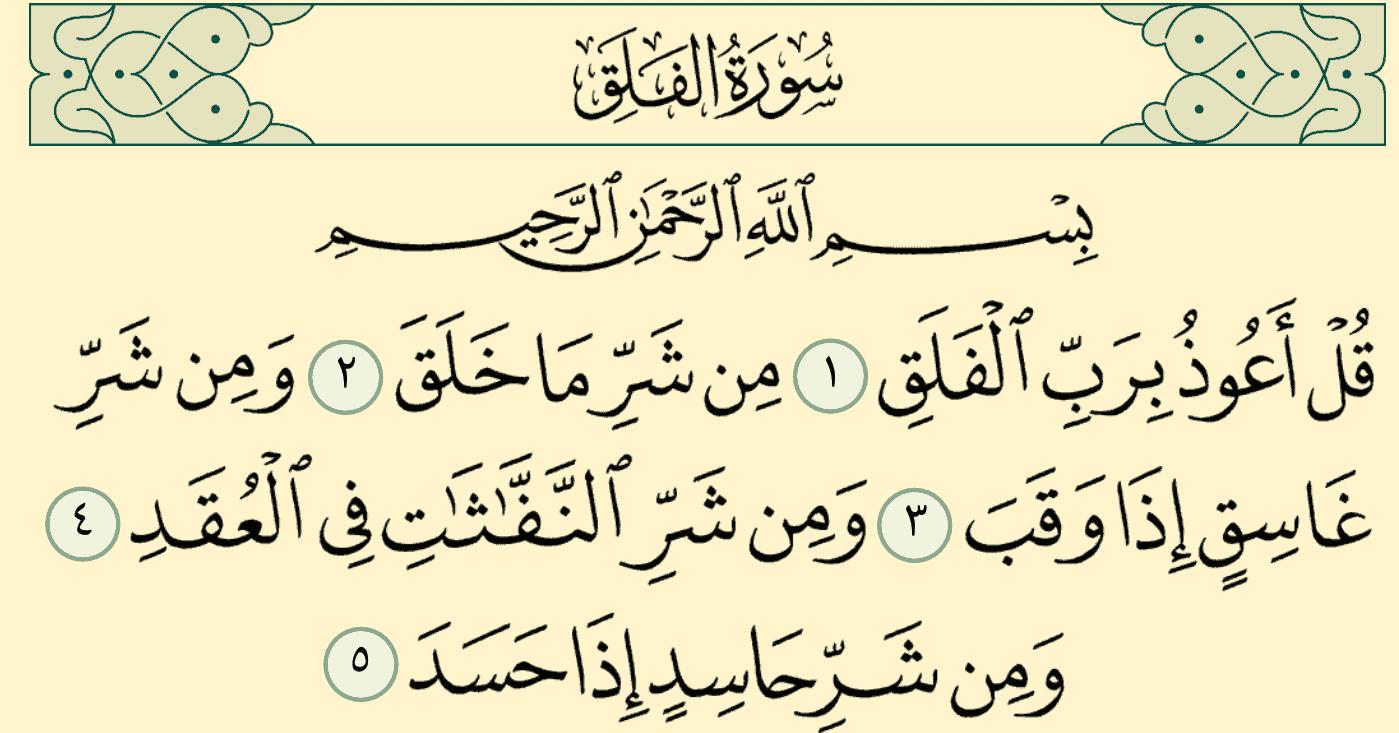 سُورَةُ الفَلَقِ
بِسْمِ ٱللَّهِ ٱلرَّحْمَٰنِ ٱلرَّحِيمِ
قُلْ أَعُوذُ بِرَبِّ ٱلْفَلَقِ ١ مِن شَرِّ مَا خَلَقَ ٢ وَمِن شَرِّ
غَاسِقٍ إِذَا وَقَبَ ٣ وَمِن شَرِّ ٱلنَّفَّٰثَٰتِ فِى ٱلْعُقَدِ ٤
وَمِن شَرِّ حَاسِدٍ إِذَا حَسَدَ ٥